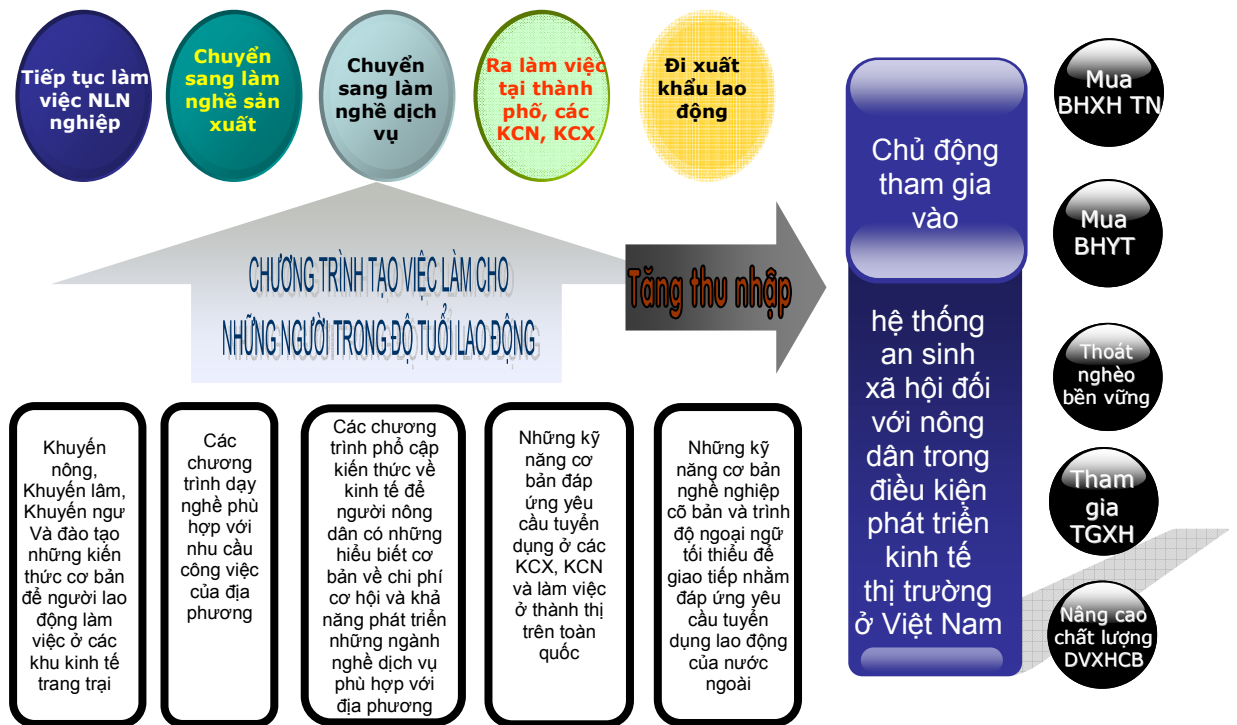 Tiếp tục làm
việc NLN
nghiệp
Chuyển
sang làm
nghề sản
xuất
Chuyển
sang làm
nghề dịch
vụ
Ra làm việc
tại thành
phố, các
KCN, KCX
Đi xuất
khẩu lao
động
CHƯƠNG TRÌNH TẠO VIỆC LÀM CHO
NHỮNG NGƯỜI TRONG ĐỘ TUỔI LAO ĐỘNG
Tăng thu nhập
Khuyến
nông,
Khuyến lâm,
Khuyến ngư
Và đào tạo
những kiến
thức cơ bản
để người lao
động làm
việc ở các
khu kinh tế
trang trại
Các
chương
trình dạy
nghề phù
hợp với
nhu cầu
công việc
của địa
phương
Các chương
trình phổ cập
kiến thức về
kinh tế để
người nông
dân có những
hiểu biết cơ
bản về chi phí
cơ hội và khả
năng phát triển
những ngành
nghề dịch vụ
phù hợp với
địa phương
Những kỹ
năng cơ
bản đáp
ứng yêu
cầu tuyển
dụng ở các
KCX, KCN
và làm việc
ở thành thị
trên toàn
quốc
Những kỹ
năng cơ bản
nghề nghiệp
cõ bản và trình
độ ngoại ngữ
tối thiểu để
giao tiếp nhằm
đáp ứng yêu
cầu tuyển
dụng lao động
của nước
ngoài
Chủ động
tham gia
vào
hệ thống
an sinh
xã hội đối
với nông
dân trong
điều kiện
phát triển
kinh tế
thị trường
ở Việt Nam
Mua
BHXH TN
Mua
BHYT
Thoát
nghèo
bền vững
Tham
gia
TGXH
Nâng cao
chất lượng
DVXHCB